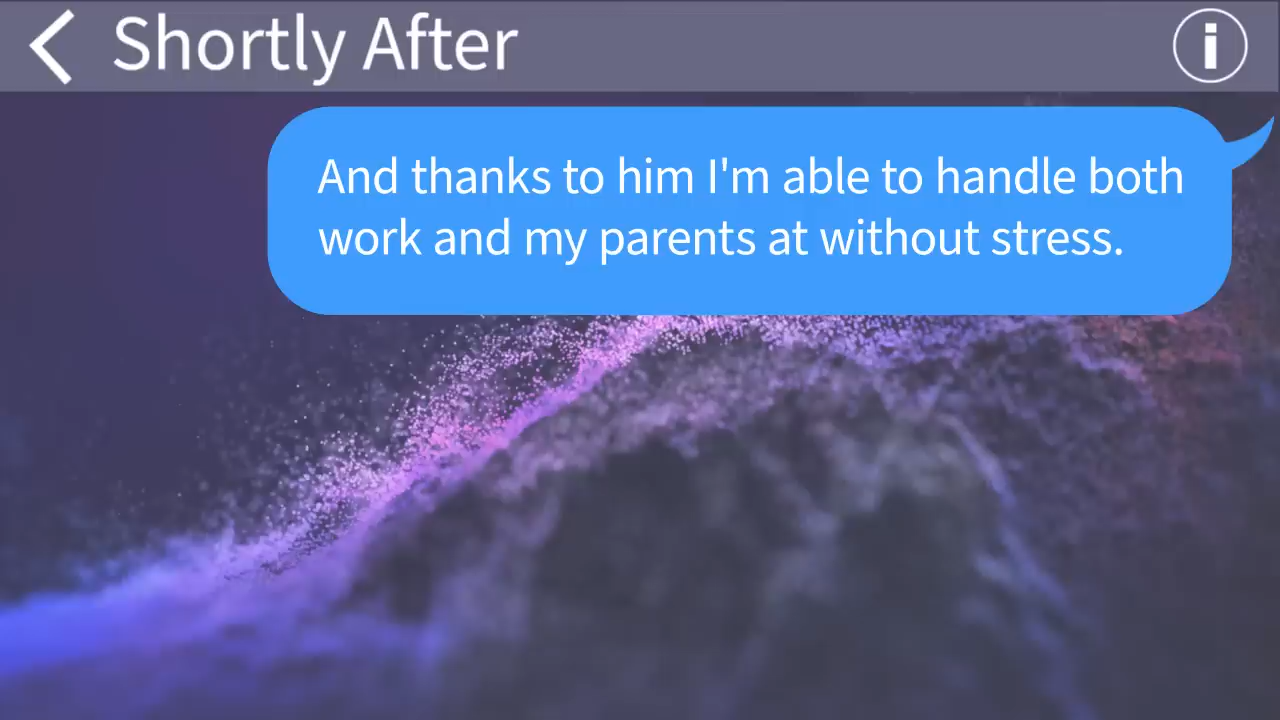 Shortly After
And thanks to him I'm able to handle both
work and my parents at without stress.